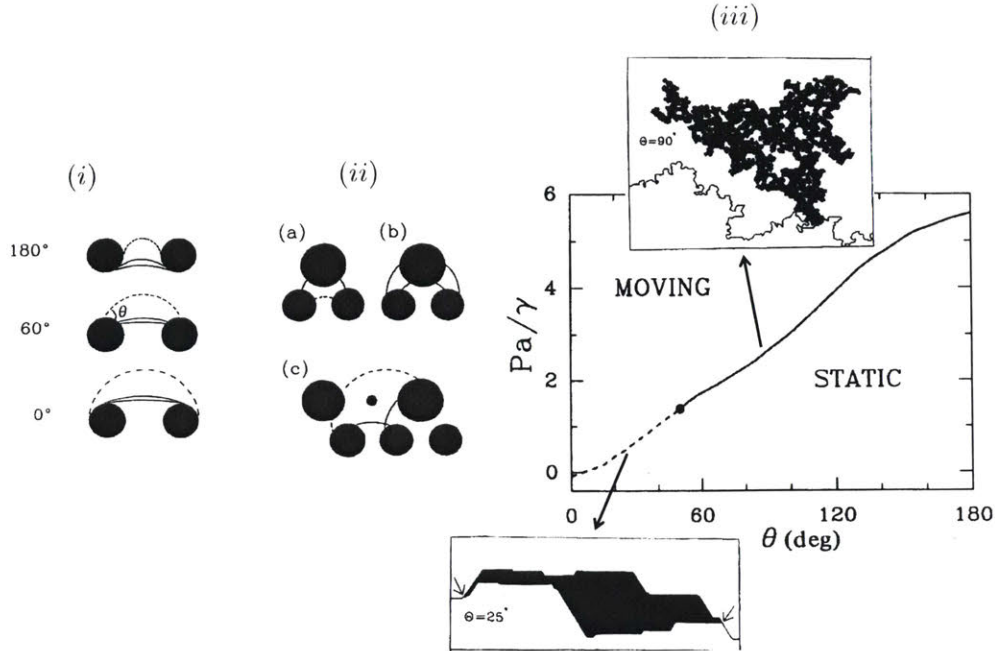 (i)
180°
60°
θ
0°
(ii)
(a)
(b)
(c)
(iii)
Θ=90°
6
4
2
0
Pa/γ
MOVING
STATIC
0
60
120
180
θ (deg)
Θ=25°